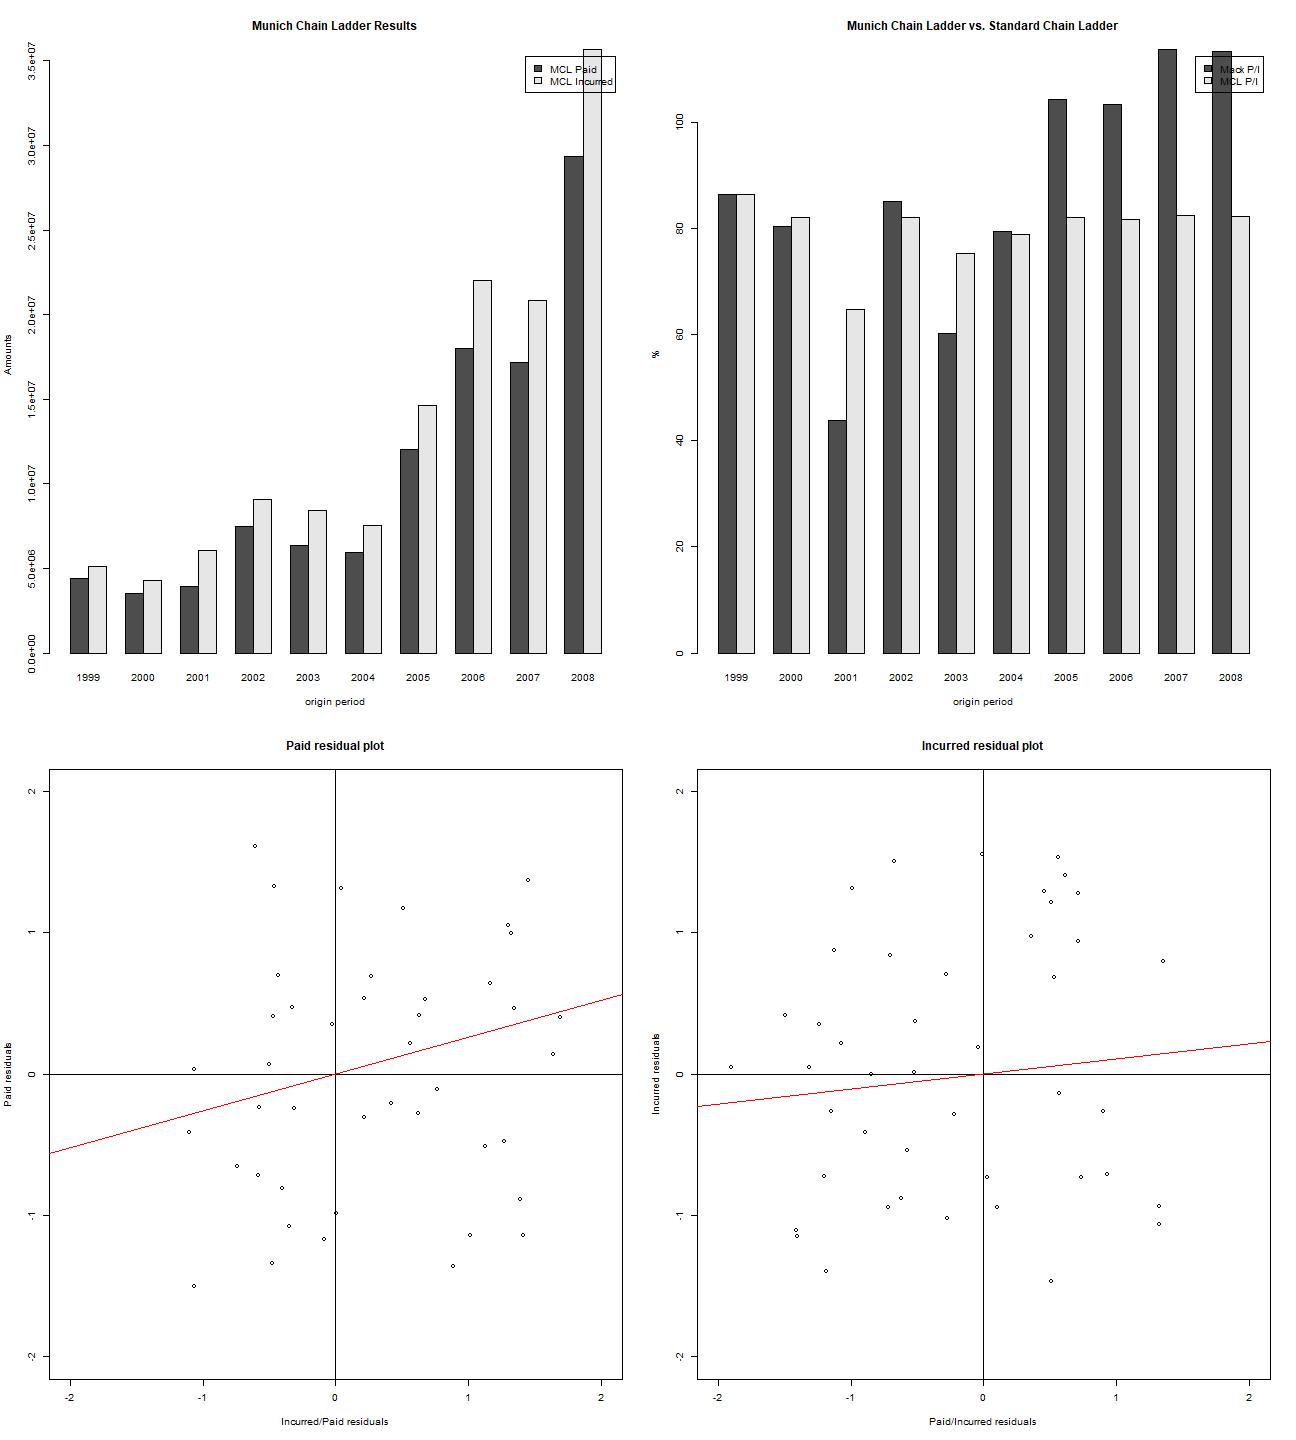 Munich Chain Ladder Results
MCL Paid
MCL Incurred
Amounts
0.0e+00
5.0e+06
1.0e+07
1.5e+07
2.0e+07
2.5e+07
3.0e+07
3.5e+07
1999 2000 2001 2002 2003 2004 2005 2006 2007 2008
origin period
Munich Chain Ladder vs. Standard Chain Ladder
Mack P/I
MCL P/I
%
0
20
40
60
80
100
1999 2000 2001 2002 2003 2004 2005 2006 2007 2008
origin period
Paid residual plot
Paid residuals
2
1
0
-1
-2
-2 -1 0 1 2
Incurred/Paid residuals
Incurred residual plot
Incurred residuals
2
1
0
-1
-2
-2 -1 0 1 2
Paid/Incurred residuals